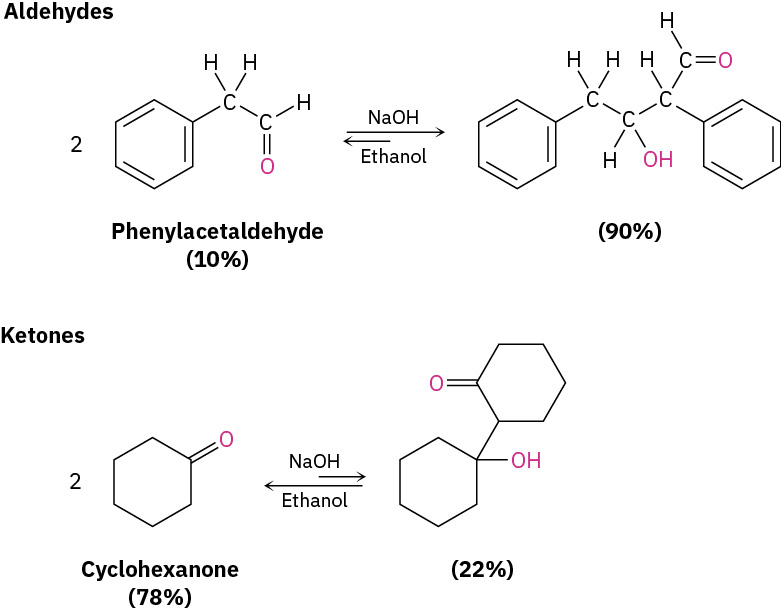 Aldehydes
H H
C
C H
O
2
NaOH
Ethanol
H
C=O
H H H
C C
C
H OH
Phenylacetaldehyde
(10%)
(90%)
Ketones
O
2
NaOH
Ethanol
O
OH
Cyclohexanone
(78%)
(22%)